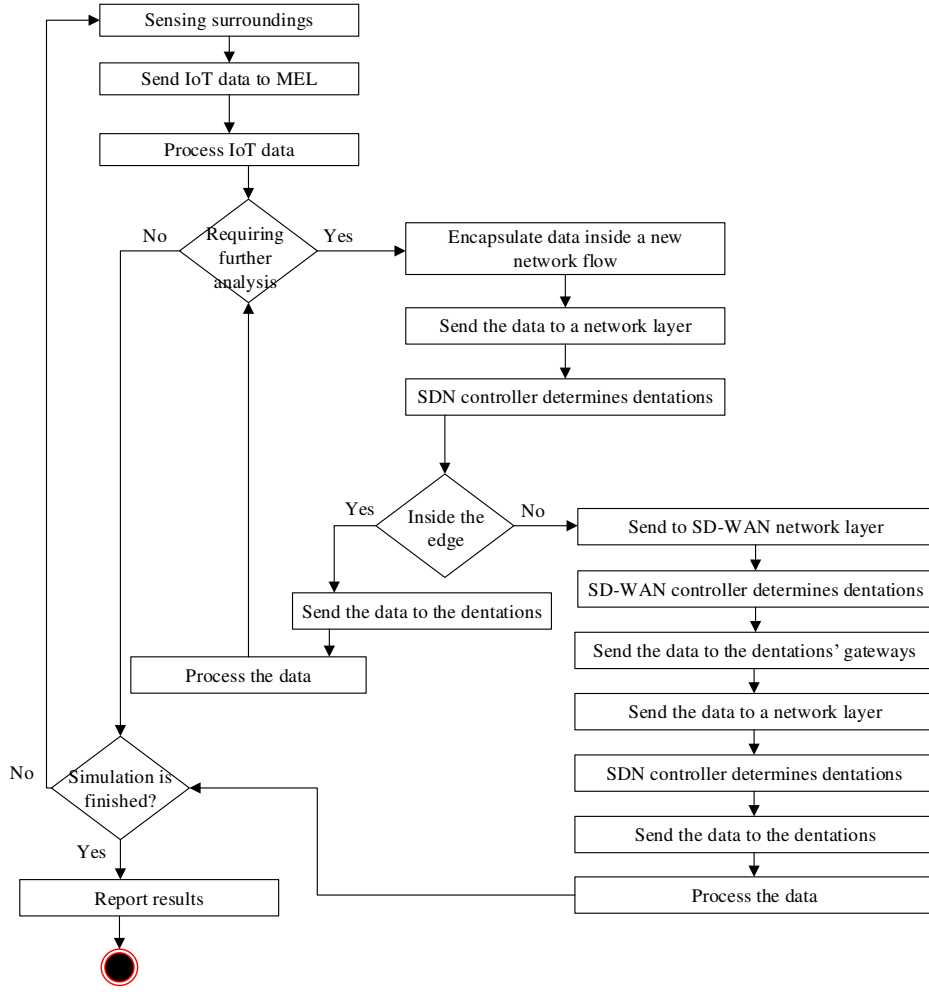 Sensing surroundings
Send IoT data to MEL
Process IoT data
No
Requiring
further
analysis
Yes
Encapsulate data inside a new
network flow
Send the data to a network layer
SDN controller determines dentations
Yes
Inside the
edge
No
Send to SD-WAN network layer
SD-WAN controller determines dentations
Send the data to the dentations
Send the data to the dentations’ gateways
Process the data
Send the data to a network layer
SDN controller determines dentations
Send the data to the dentations
Process the data
No
Simulation is
finished?
Yes
Report results